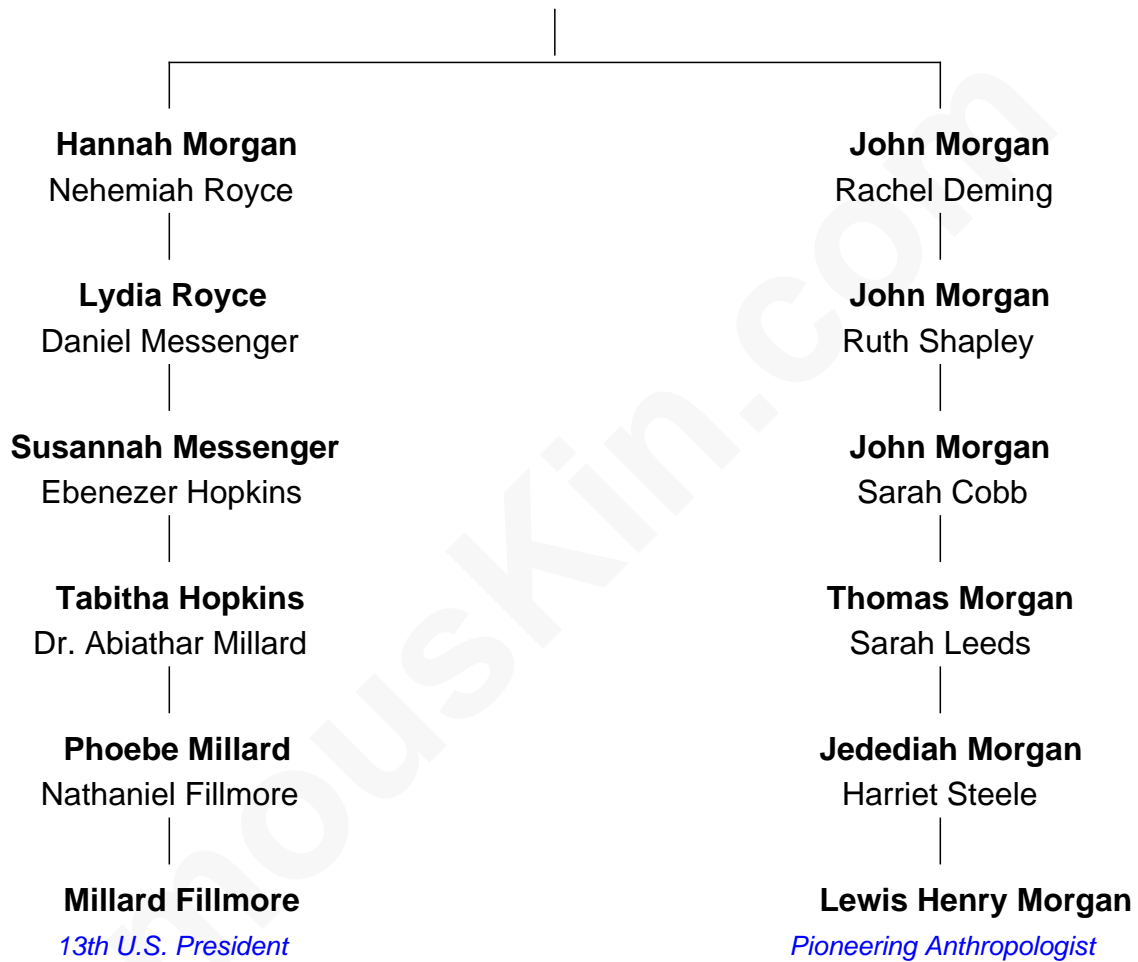 Hannah Morgan
Nehemiah Royce
Lydia Royce
Daniel Messenger
Susannah Messenger
Ebenezer Hopkins
Tabitha Hopkins
Dr. Abiathar Millard
Phoebe Millard
Nathaniel Fillmore
Millard Fillmore
13th U.S. President
John Morgan
Rachel Deming
John Morgan
Ruth Shapley
John Morgan
Sarah Cobb
Thomas Morgan
Sarah Leeds
Jedediah Morgan
Harriet Steele
Lewis Henry Morgan
Pioneering Anthropologist
mousKin.com